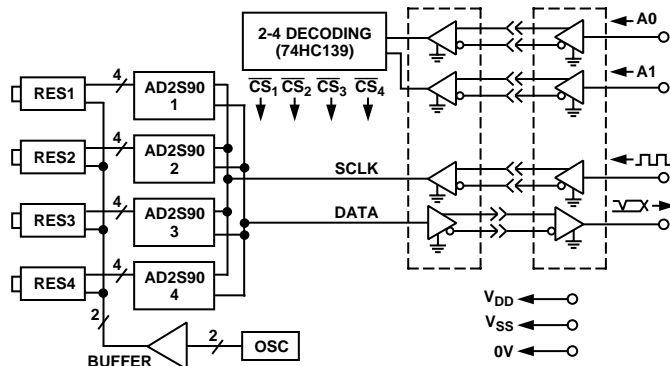 2-4 DECODING
(74HC139)
A0
A1
CS1 CS2 CS3 CS4
RES1
4
AD2S90
1
RES2
4
AD2S90
2
SCLK
RES3
4
AD2S90
3
DATA
RES4
4
AD2S90
4
VDD
VSS
0V
2
BUFFER
2
OSC